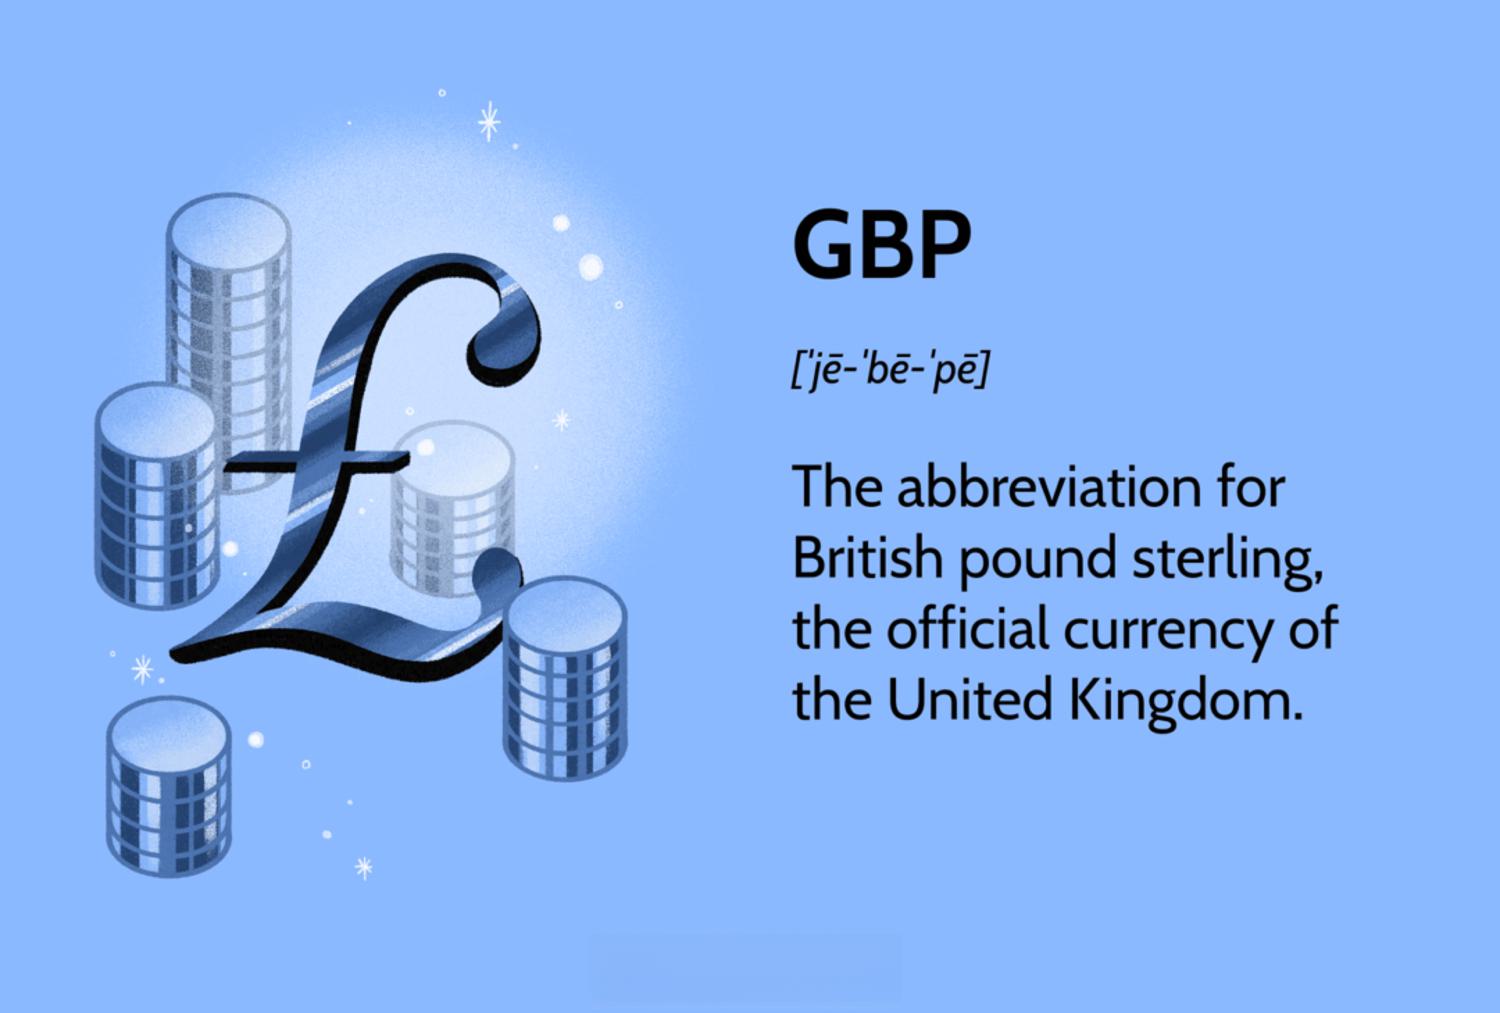 £
GBP
['jē-'bē-'pē]
The abbreviation for
British pound sterling,
the official currency of
the United Kingdom.